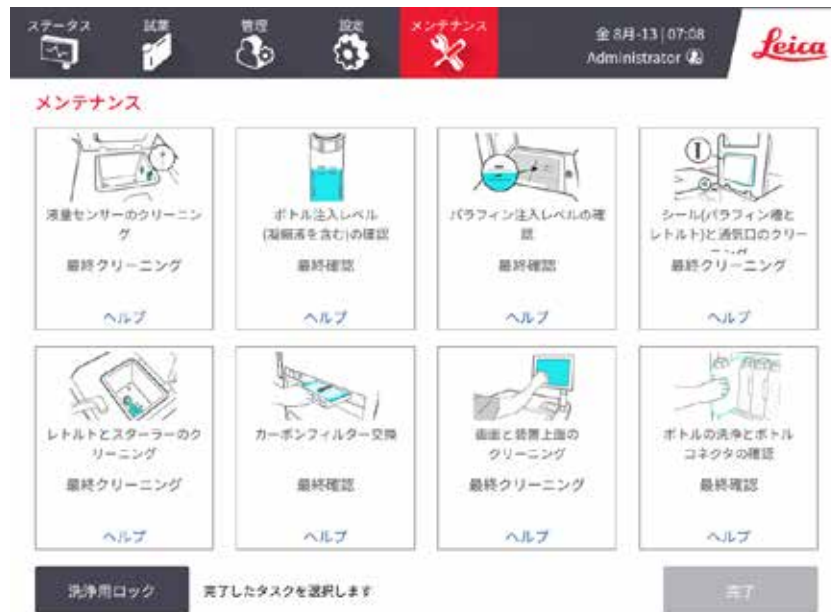 ステータス
試薬
管理
設定
メンテナンス
金 8月-13 | 07:08
Administrator
Leica
メンテナンス
液量センサーのクリーニン
グ
最終クリーニング
ヘルプ
ボトル注入レベル
(凝縮液を含む)の確認
最終確認
ヘルプ
パラフィン注入レベルの確
認
最終確認
ヘルプ
①
シール(パラフィン槽と
レトルト)と通気口のクリー
ニング
最終クリーニング
ヘルプ
レトルトとスターラーのク
リーニング
最終クリーニング
ヘルプ
カーボンフィルター交換
最終確認
ヘルプ
画面と装置上面の
クリーニング
最終クリーニング
ヘルプ
ボトルの洗浄とボトル
コネクタの確認
最終確認
ヘルプ
洗浄用ロック
完了したタスクを選択します
完了